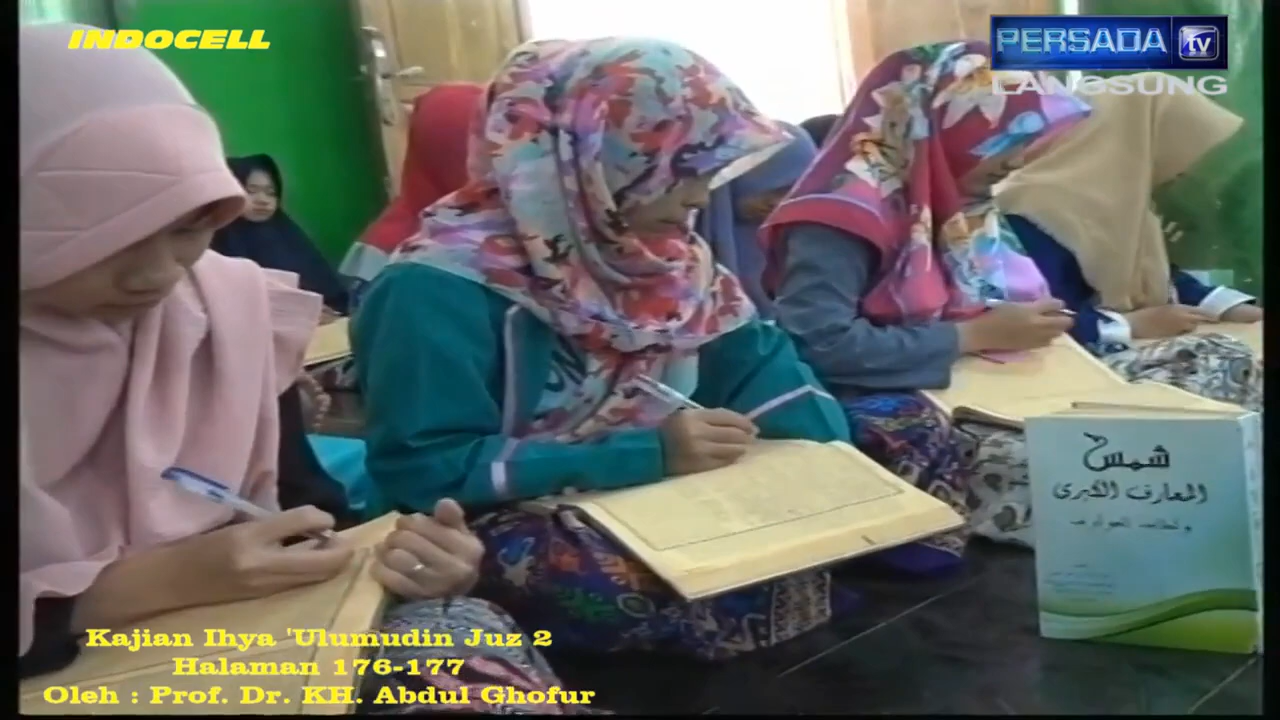 INDOCELL
PERSADA tv
LANGSUNG
شمس
المعارف الكبرى
Kajian Ihya 'Ulumudin Juz 2
Halaman 176-177
Oleh : Prof. Dr. KH. Abdul Ghofur